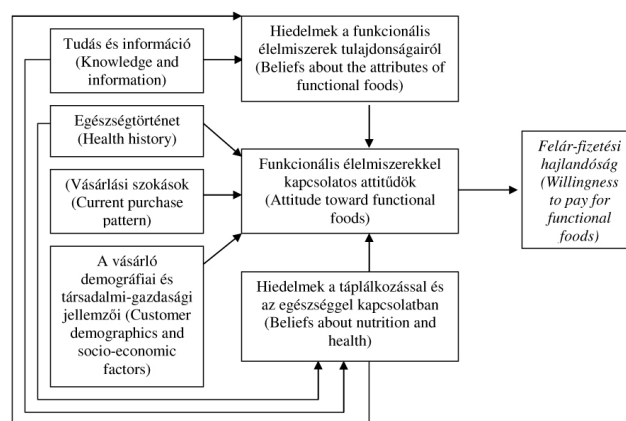 Tudás és információ
(Knowledge and
information)
Hiedelmek a funkcionális
élelmiszerek tulajdonságairól
(Beliefs about the attributes of
functional foods)
Egészségtörténet
(Health history)
(Vásárlási szokások
(Current purchase
pattern)
Funkcionális élelmiszerekkel
kapcsolatos attitűdök
(Attitude toward functional
foods)
Felár-fizetési
hajlandóság
(Willingness
to pay for
functional
foods)
A vásárló
demográfiai és
társadalmi-gazdasági
jellemzői (Customer
demographics and
socio-economic
factors)
Hiedelmek a táplálkozással és
az egészséggel kapcsolatban
(Beliefs about nutrition and
health)